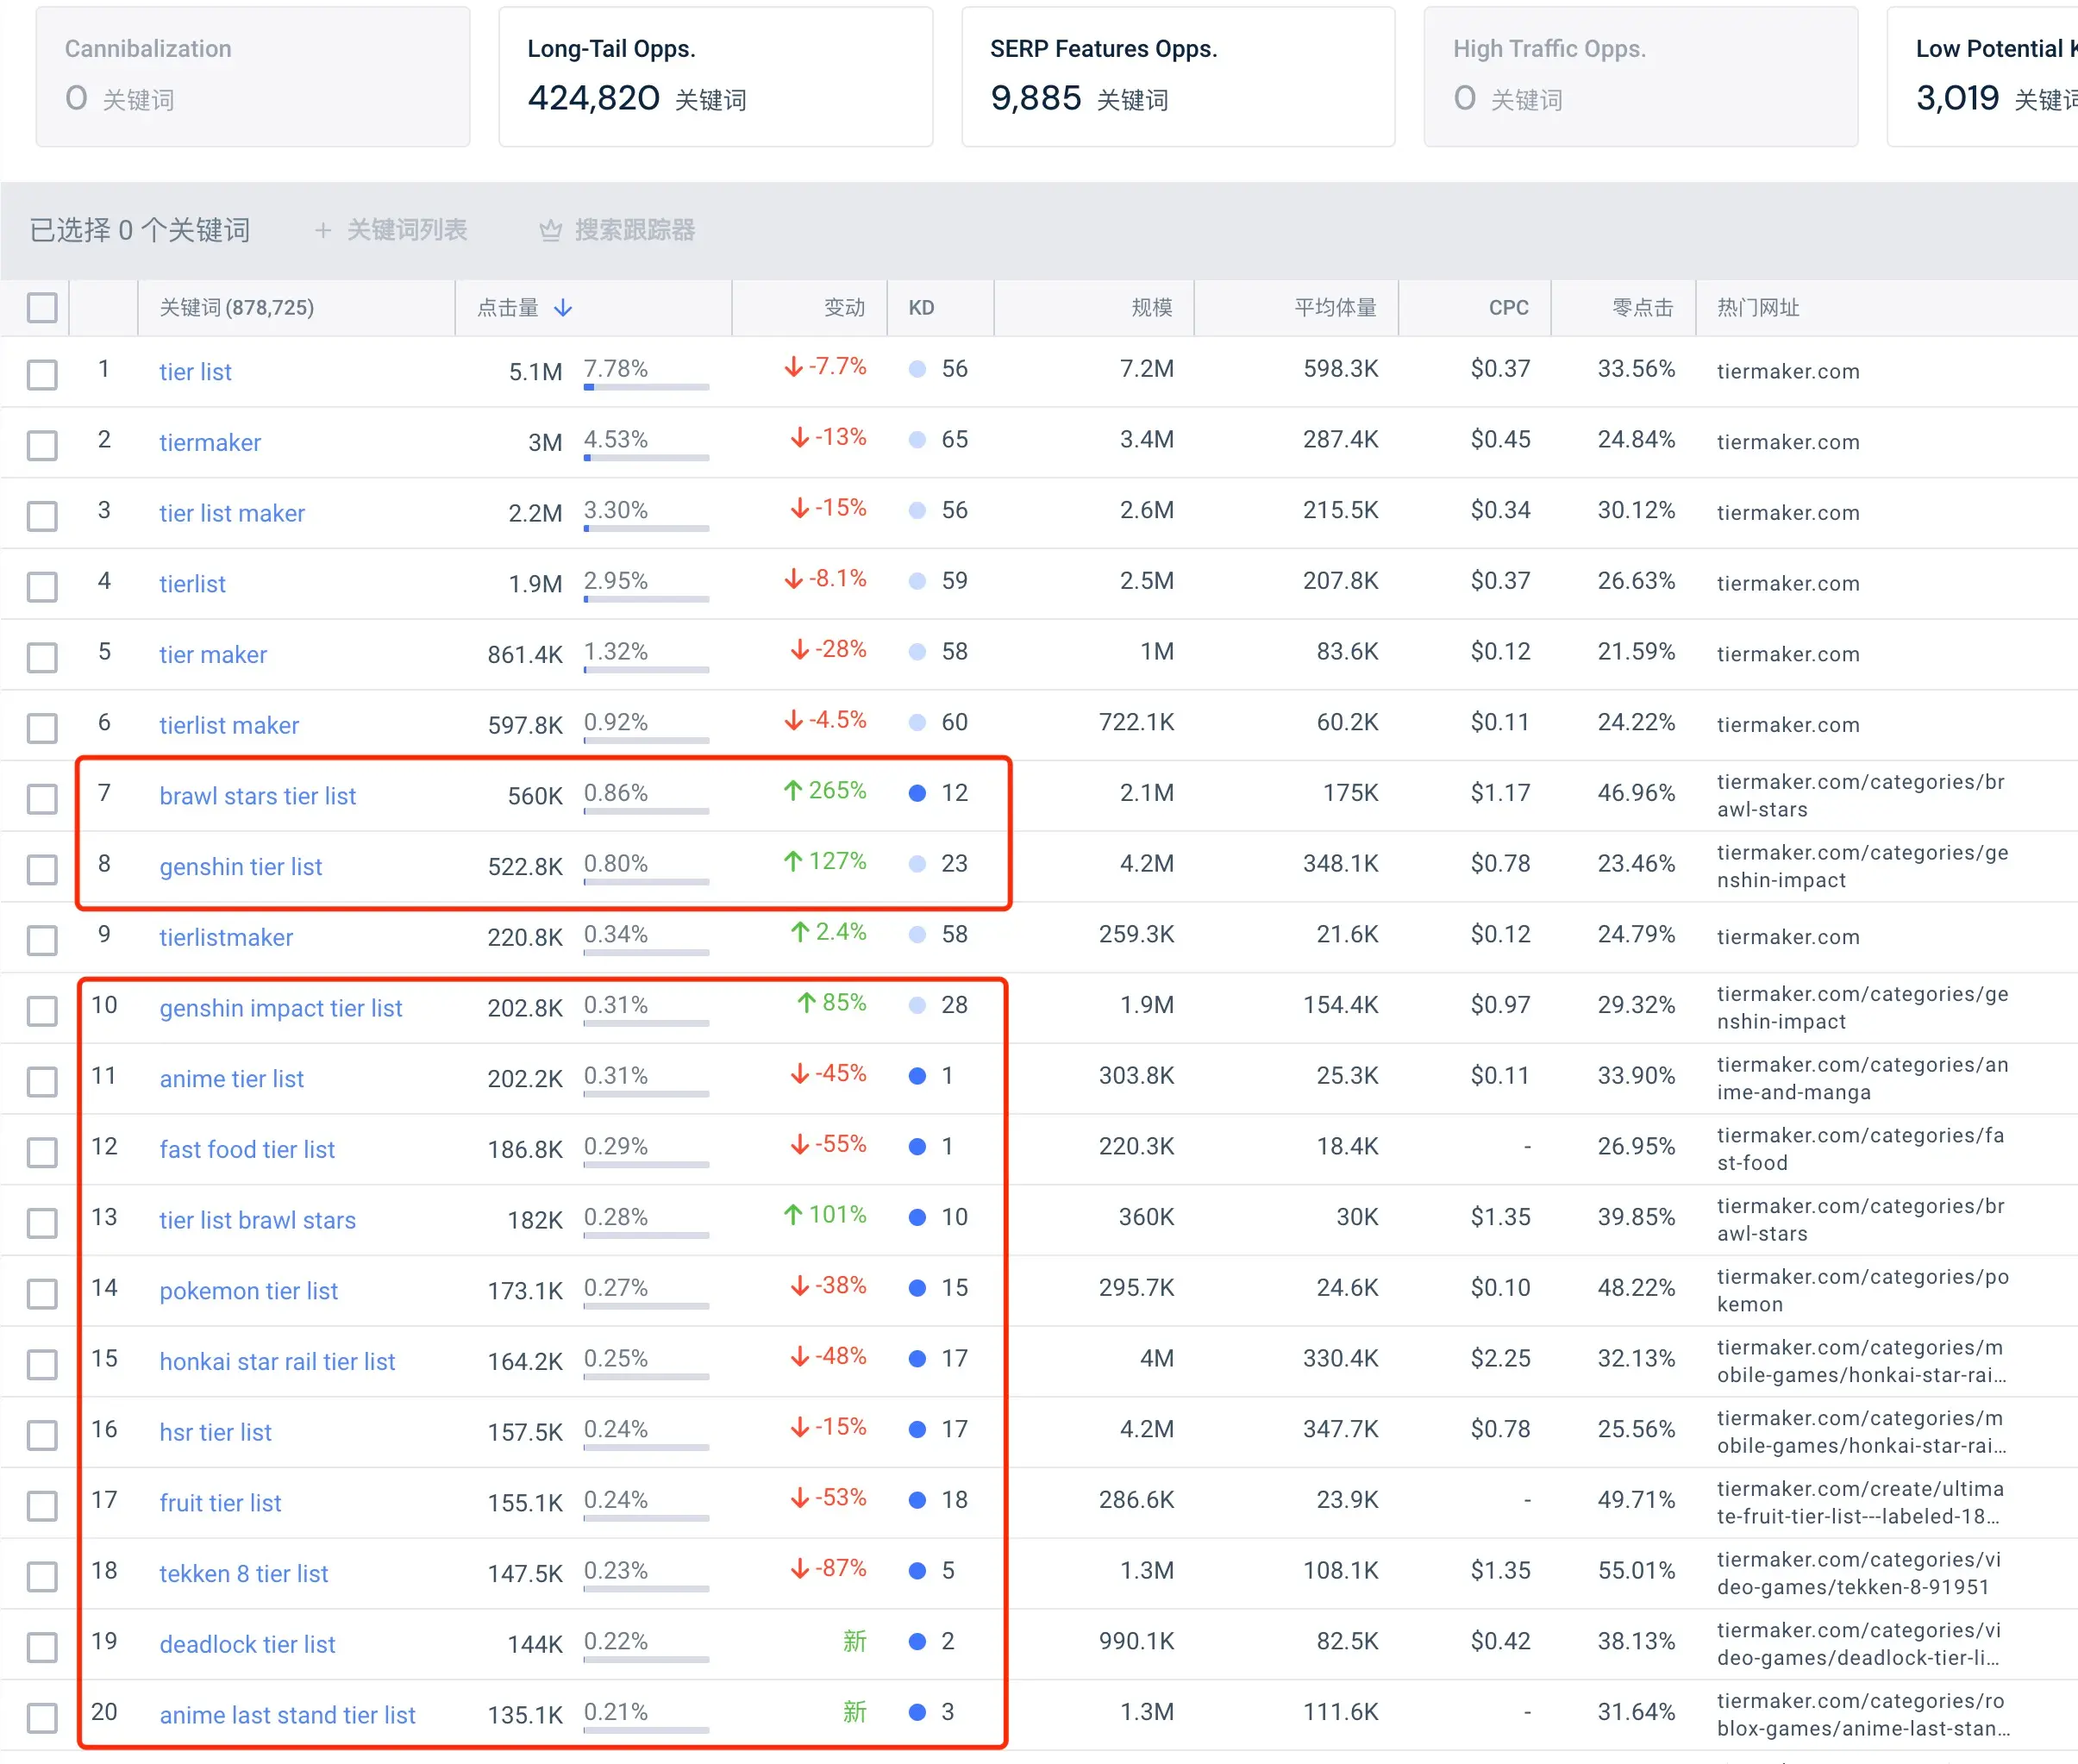 Cannibalization
0 关键词
Long-Tail Opps.
424,820 关键词
SERP Features Opps.
9,885 关键词
High Traffic Opps.
0 关键词
Low Potential
3,019 关键词
已选择 0 个关键词 + 关键词列表 搜索跟踪器
关键词 (878,725) 点击量 ↓ 变动 KD 规模 平均体量 CPC 零点击 热门网址
1 tier list 5.1M 7.78% ↓ -7.7% 56 7.2M 598.3K $0.37 33.56% tiermaker.com
2 tiermaker 3M 4.53% ↓ -13% 65 3.4M 287.4K $0.45 24.84% tiermaker.com
3 tier list maker 2.2M 3.30% ↓ -15% 56 2.6M 215.5K $0.34 30.12% tiermaker.com
4 tierlist 1.9M 2.95% ↓ -8.1% 59 2.5M 207.8K $0.37 26.63% tiermaker.com
5 tier maker 861.4K 1.32% ↓ -28% 58 1M 83.6K $0.12 21.59% tiermaker.com
6 tierlist maker 597.8K 0.92% ↓ -4.5% 60 722.1K 60.2K $0.11 24.22% tiermaker.com
7 brawl stars tier list 560K 0.86% ↑ 265% 12 2.1M 175K $1.17 46.96% tiermaker.com/categories/br
awl-stars
8 genshin tier list 522.8K 0.80% ↑ 127% 23 4.2M 348.1K $0.78 23.46% tiermaker.com/categories/ge
nshin-impact
9 tierlistmaker 220.8K 0.34% ↑ 2.4% 58 259.3K 21.6K $0.12 24.79% tiermaker.com
10 genshin impact tier list 202.8K 0.31% ↑ 85% 28 1.9M 154.4K $0.97 29.32% tiermaker.com/categories/ge
nshin-impact
11 anime tier list 202.2K 0.31% ↓ -45% 1 303.8K 25.3K $0.11 33.90% tiermaker.com/categories/an
ime-and-manga
12 fast food tier list 186.8K 0.29% ↓ -55% 1 220.3K 18.4K - 26.95% tiermaker.com/categories/fa
st-food
13 tier list brawl stars 182K 0.28% ↑ 101% 10 360K 30K $1.35 39.85% tiermaker.com/categories/br
awl-stars
14 pokemon tier list 173.1K 0.27% ↓ -38% 15 295.7K 24.6K $0.10 48.22% tiermaker.com/categories/po
kemon
15 honkai star rail tier list 164.2K 0.25% ↓ -48% 17 4M 330.4K $2.25 32.13% tiermaker.com/categories/m
obile-games/honkai-star-rai...
16 hsr tier list 157.5K 0.24% ↓ -15% 17 4.2M 347.7K $0.78 25.56% tiermaker.com/categories/m
obile-games/honkai-star-rai...
17 fruit tier list 155.1K 0.24% ↓ -53% 18 286.6K 23.9K - 49.71% tiermaker.com/create/ultima
te-fruit-tier-list---labeled-18...
18 tekken 8 tier list 147.5K 0.23% ↓ -87% 5 1.3M 108.1K $1.35 55.01% tiermaker.com/categories/vi
deo-games/tekken-8-91951
19 deadlock tier list 144K 0.22% 新 2 990.1K 82.5K $0.42 38.13% tiermaker.com/categories/vi
deo-games/deadlock-tier-li...
20 anime last stand tier list 135.1K 0.21% 新 3 1.3M 111.6K - 31.64% tiermaker.com/categories/ro
blox-games/anime-last-stan...